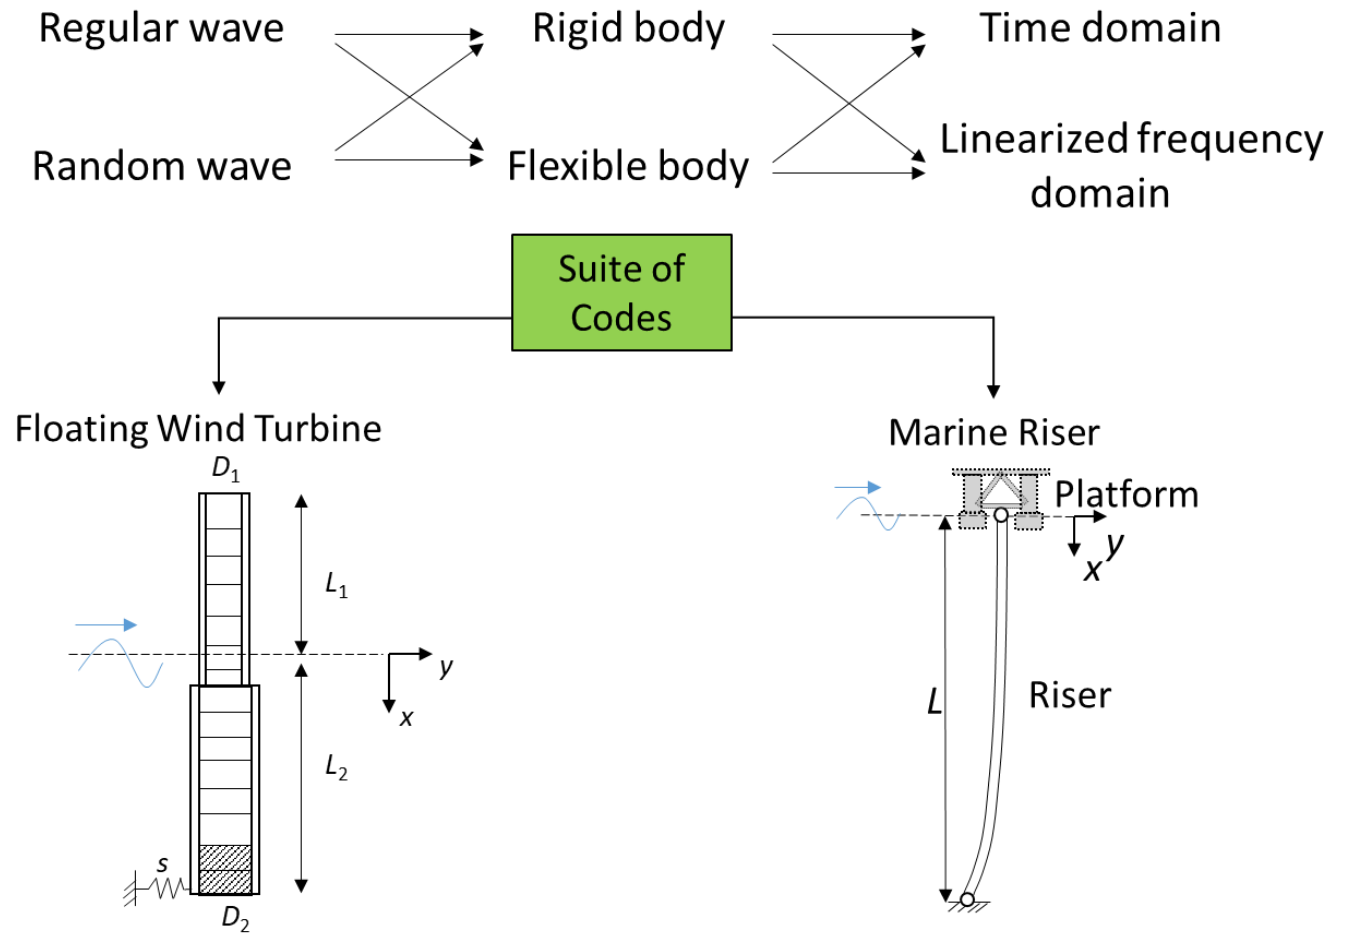 Regular wave
Rigid body
Time domain
Random wave
Flexible body
Linearized frequency
domain
Suite of
Codes
Floating Wind Turbine
Marine Riser
D1
Platform
y
x
L1
y
x
L
Riser
L2
s
D2